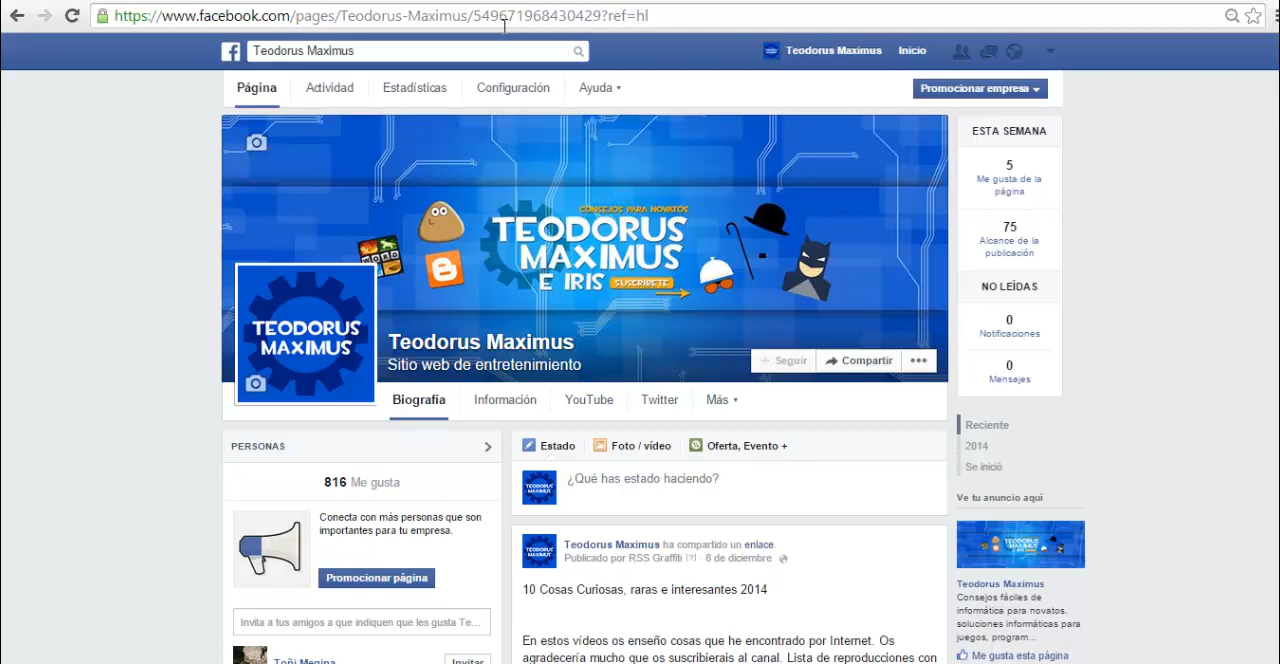 https://www.facebook.com/pages/Teodorus-Maximus/549671968430429?ref=hl
Teodorus Maximus
Teodorus Maximus
Inicio
Página
Actividad
Estadísticas
Configuración
Ayuda
Promocionar empresa
CONSEJOS PARA NOVATOS
TEODORUS
MAXIMUS
E IRIS
SUSCRIBETE
WORD
TEODORUS
MAXIMUS
Teodorus Maximus
Sitio web de entretenimiento
+ Seguir
Compartir
•••
Biografía
Información
YouTube
Twitter
Más
ESTA SEMANA
5
Me gusta de la
página
75
Alcance de la
publicación
NO LEÍDAS
0
Notificaciones
0
Mensajes
Reciente
2014
Se inició
Ve tu anuncio aquí
Teodorus Maximus
Consejos fáciles de
informática para novatos.
soluciones informáticas para
juegos, program...
Me gusta esta página
PERSONAS
816 Me gusta
Conecta con más personas que son
importantes para tu empresa.
Promocionar página
Invita a tus amigos a que indiquen que les gusta Te...
Toñi Megina
Invitar
Estado
Foto / vídeo
Oferta, Evento +
TEODORUS
MAXIMUS
¿Qué has estado haciendo?
TEODORUS
MAXIMUS
Teodorus Maximus ha compartido un enlace.
Publicado por RSS Graffiti [?] · 8 de diciembre
10 Cosas Curiosas, raras e interesantes 2014
En estos vídeos os enseño cosas que he encontrado por Internet. Os
agradecería mucho que os suscribierais al canal. Lista de reproducciones con